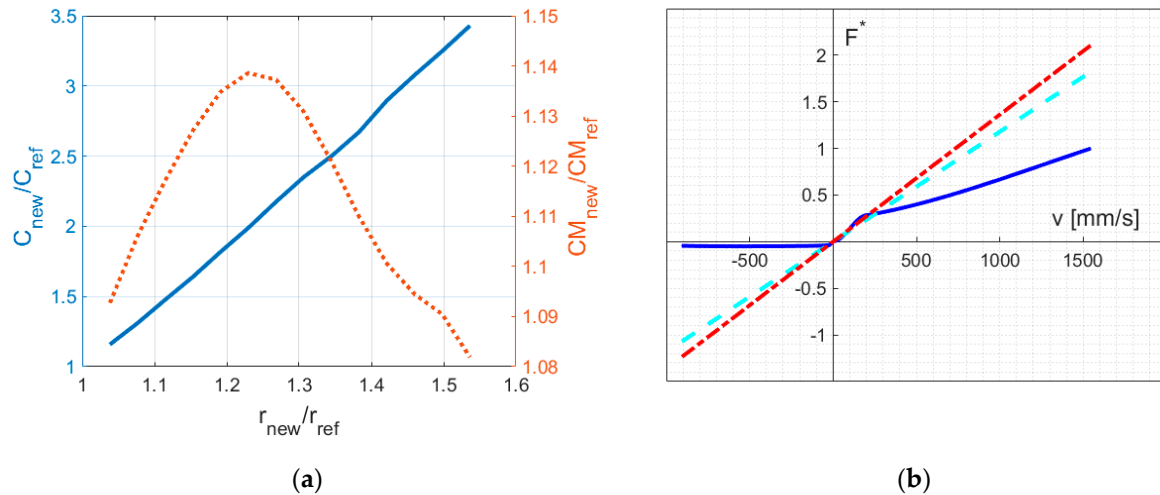 3.5
3
2.5
2
1.5
1
C_new/C_ref
1.15
1.14
1.13
1.12
1.11
1.1
1.09
1.08
CM_new/CM_ref
1 1.1 1.2 1.3 1.4 1.5 1.6
r_new/r_ref
(a)
F*
2
1.5
1
0.5
v [mm/s]
-500 500 1000 1500
-0.5
-1
(b)